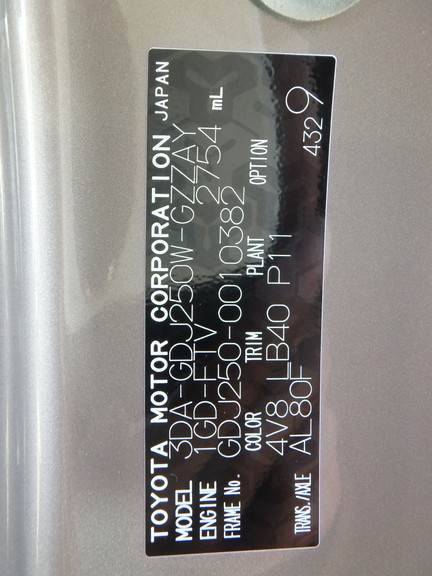 TOYOTA MOTOR CORPORATION JAPAN
MODEL 3DA-GDJ250W-GZZAY
ENGINE 1GD-FTV 2754 mL
FRAME No. GDJ250-0010382
COLOR TRIM PLANT OPTION
4V8 LB40 P11
TRANS./AXLE AL80F
4329